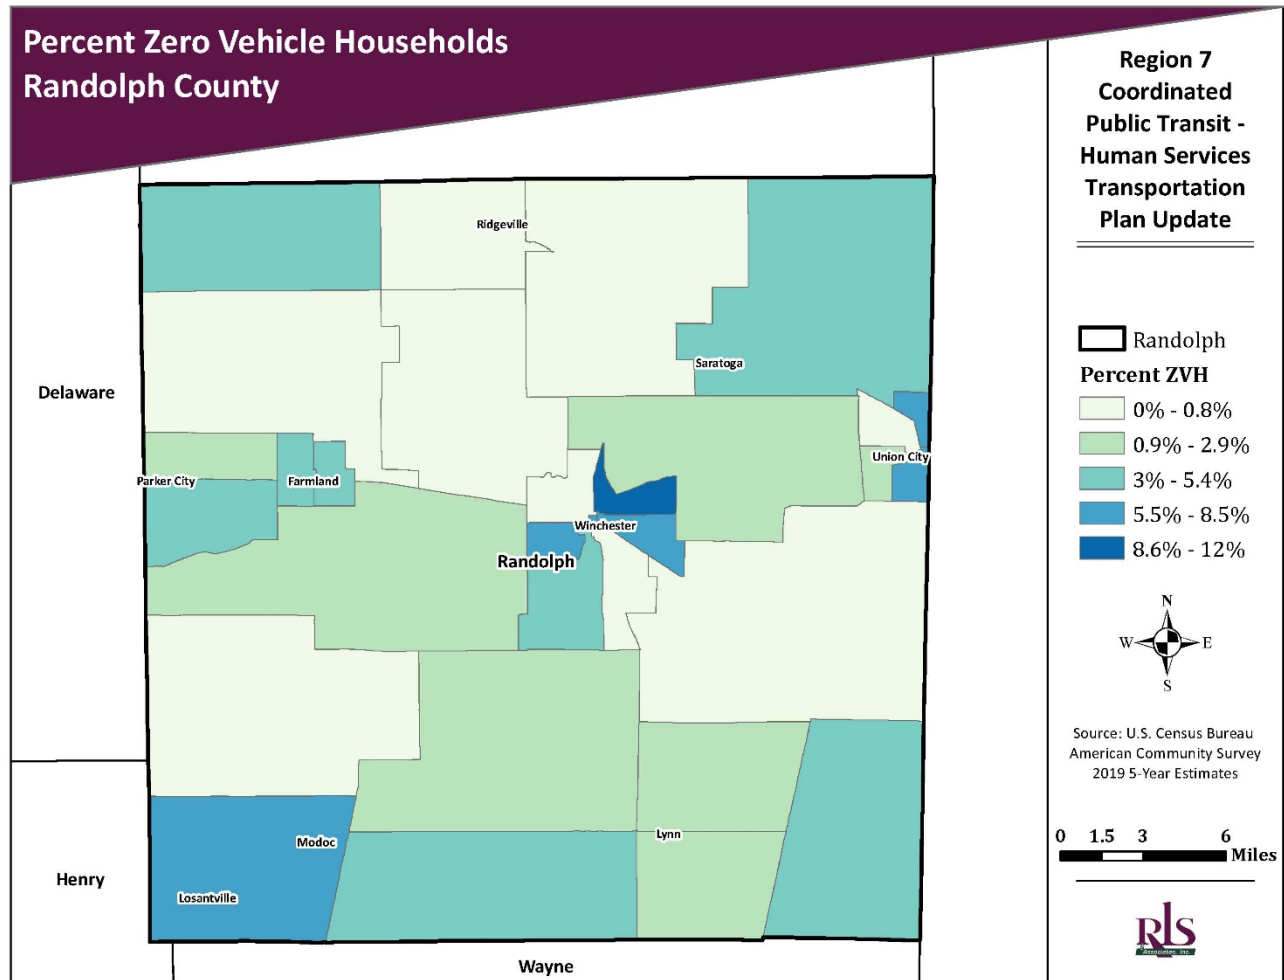 Percent Zero Vehicle Households
Randolph County
Region 7
Coordinated
Public Transit -
Human Services
Transportation
Plan Update
Randolph
Percent ZVH
0% - 0.8%
0.9% - 2.9%
3% - 5.4%
5.5% - 8.5%
8.6% - 12%
N
W
E
S
Source: U.S. Census Bureau
American Community Survey
2019 5-Year Estimates
0 1.5 3 6
Miles
RLS
& Associates, Inc.
Ridgeville
Saratoga
Delaware
Union City
Parker City
Farmland
Winchester
Randolph
Lynn
Modoc
Henry
Losantville
Wayne